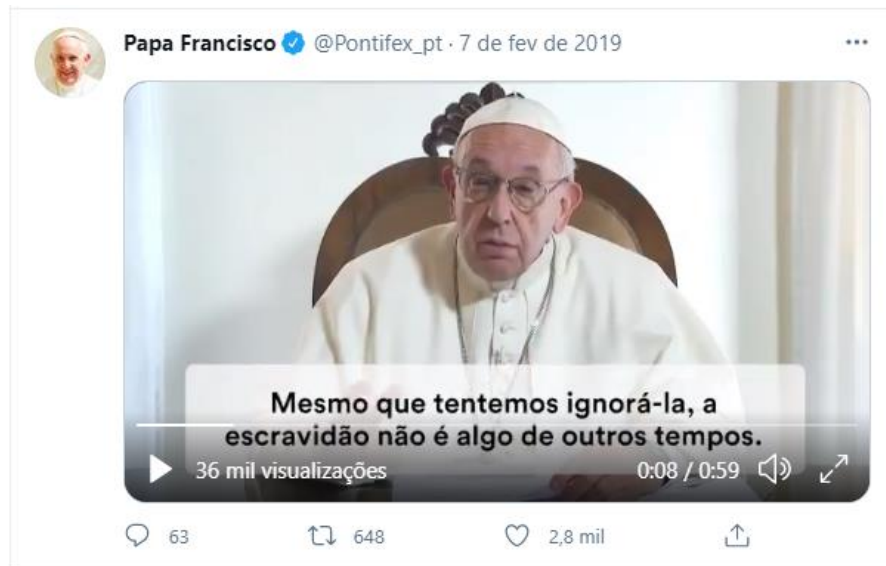 Papa Francisco @Pontifex_pt · 7 de fev de 2019
Mesmo que tentemos ignorá-la, a
escravidão não é algo de outros tempos.
36 mil visualizações 0:08 / 0:59
63 648 2,8 mil